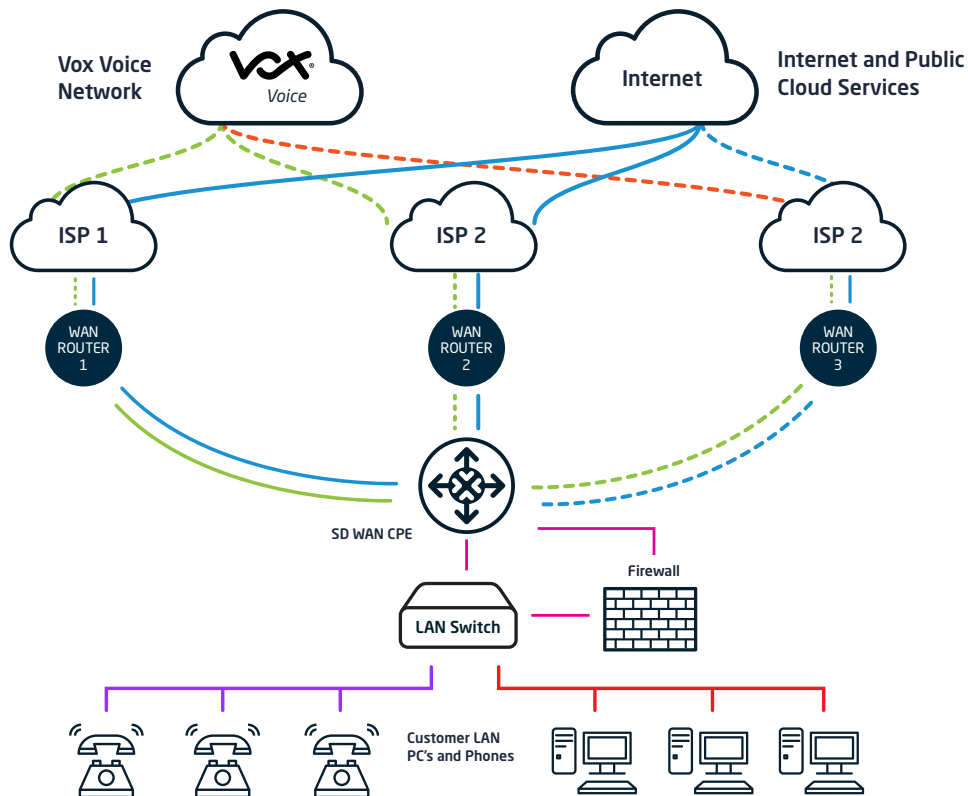 Vox Voice
Network
VOX®
Voice
Internet
Internet and Public
Cloud Services
ISP 1
ISP 2
ISP 2
WAN
ROUTER
1
WAN
ROUTER
2
WAN
ROUTER
3
SD WAN CPE
Firewall
LAN Switch
Customer LAN
PC's and Phones